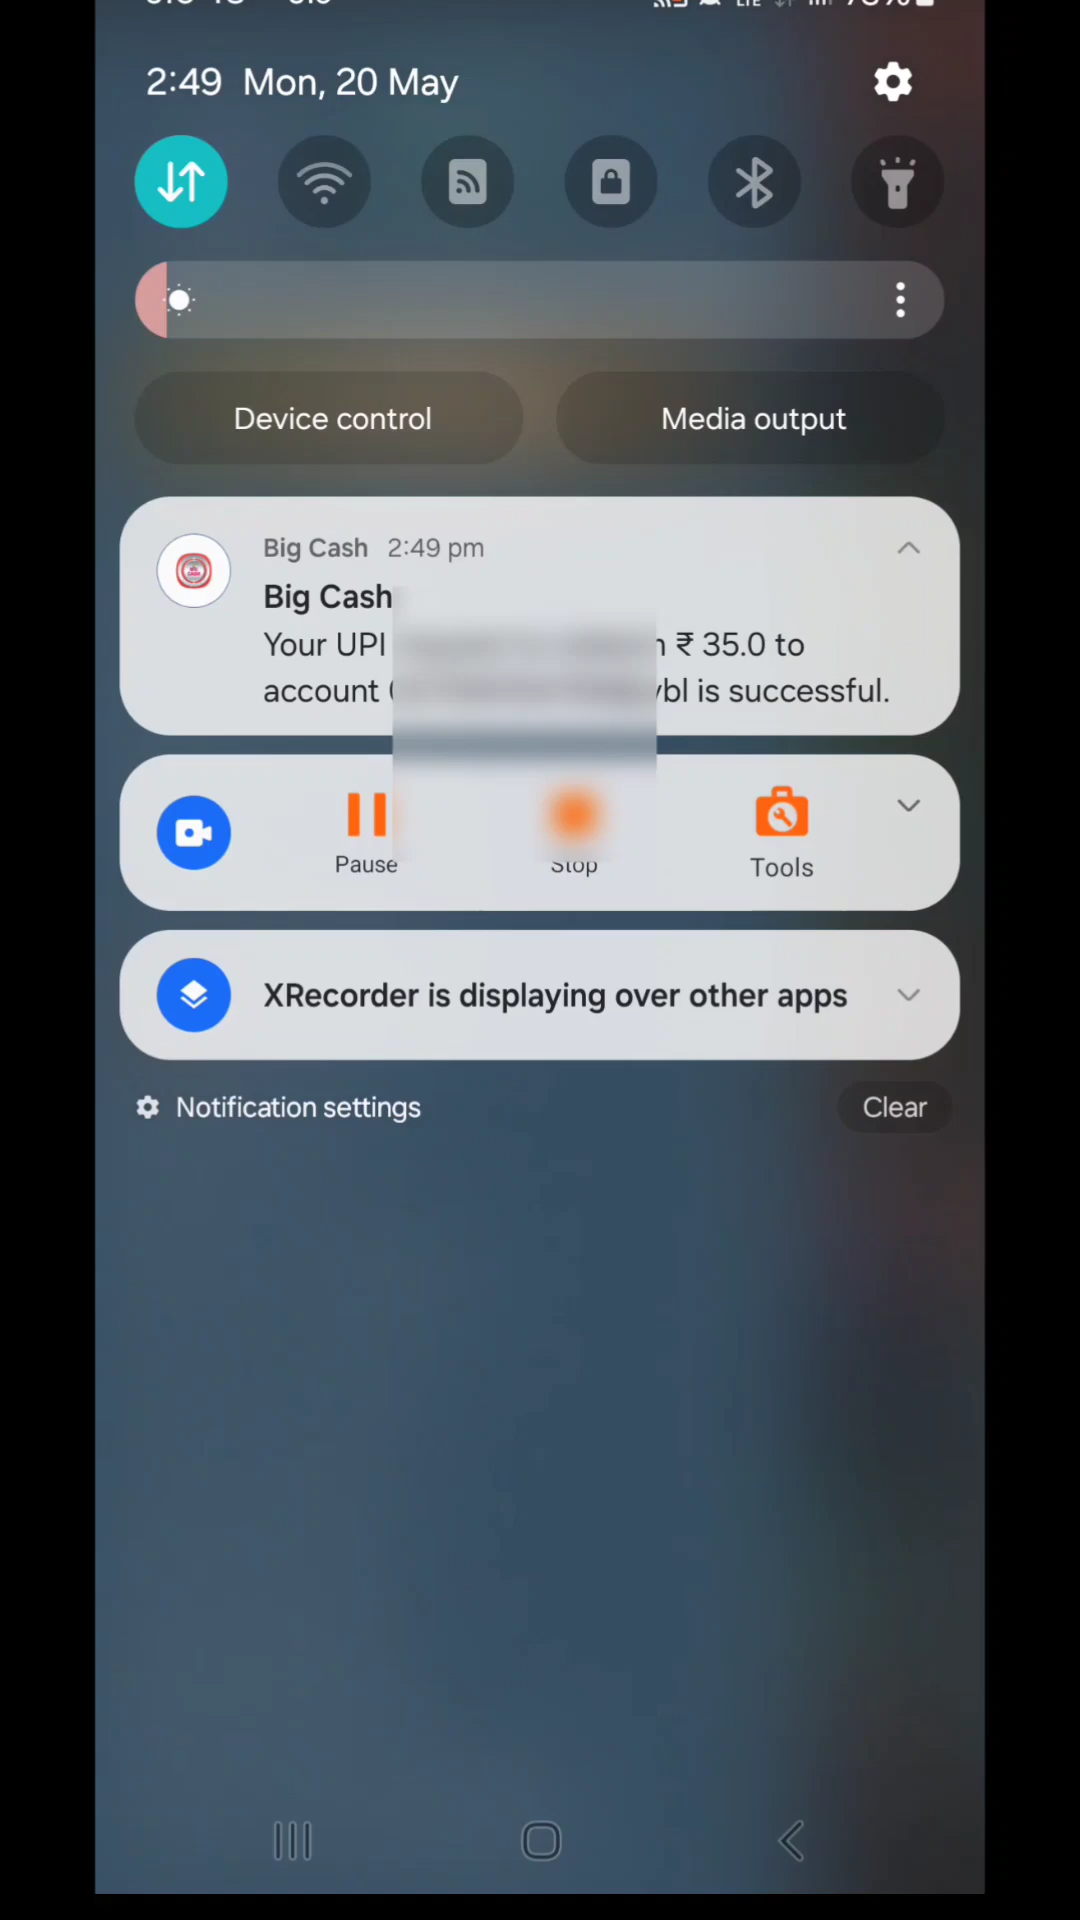 2:49 Mon, 20 May
Device control
Media output
Big Cash 2:49 pm
Big Cash
Your UPI ₹ 35.0 to
account is successful.
Pause
Stop
Tools
XRecorder is displaying over other apps
Notification settings
Clear